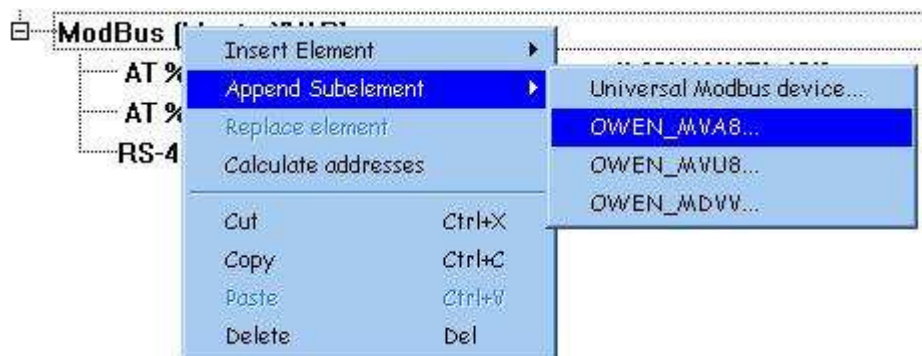 ModBus (
Insert Element
AT %
Append Subelement
Universal Modbus device...
AT %
Replace element
OWEN_MVA8...
RS-4
Calculate addresses
OWEN_MVU8...
OWEN_MDVV...
Cut Ctrl+X
Copy Ctrl+C
Paste Ctrl+V
Delete Del